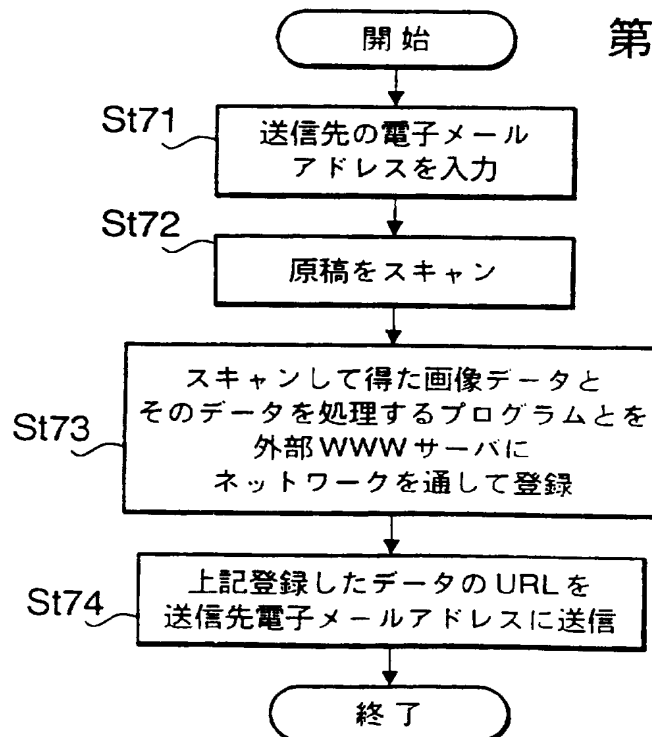 開始
第
St71
送信先の電子メール
アドレスを入力
St72
原稿をスキャン
St73
スキャンして得た画像データと
そのデータを処理するプログラムとを
外部WWWサーバに
ネットワークを通して登録
St74
上記登録したデータのURLを
送信先電子メールアドレスに送信
終了